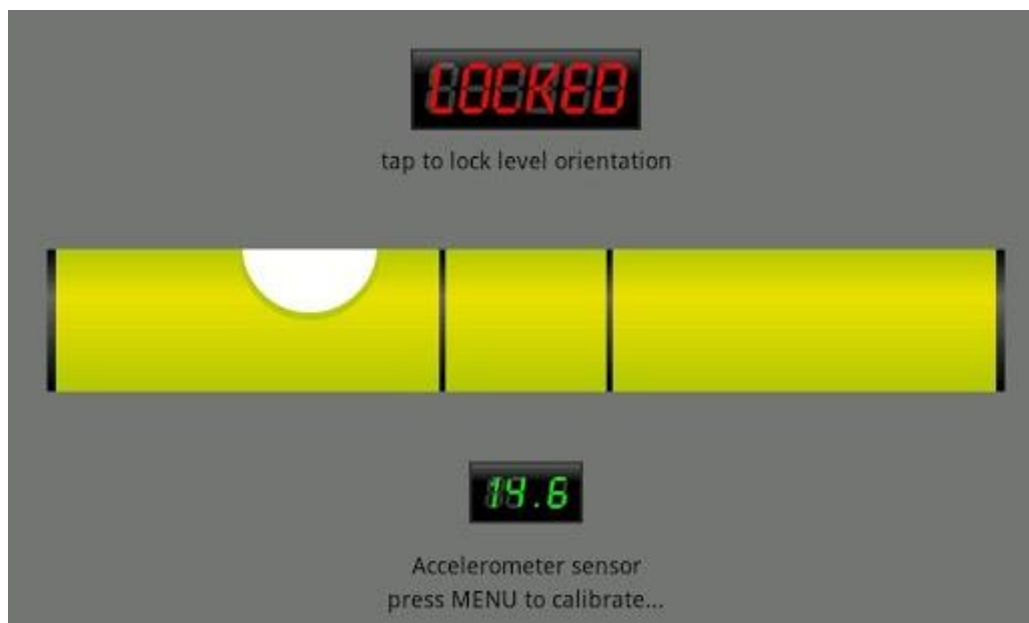 LOCKED
tap to lock level orientation
14.6
Accelerometer sensor
press MENU to calibrate...